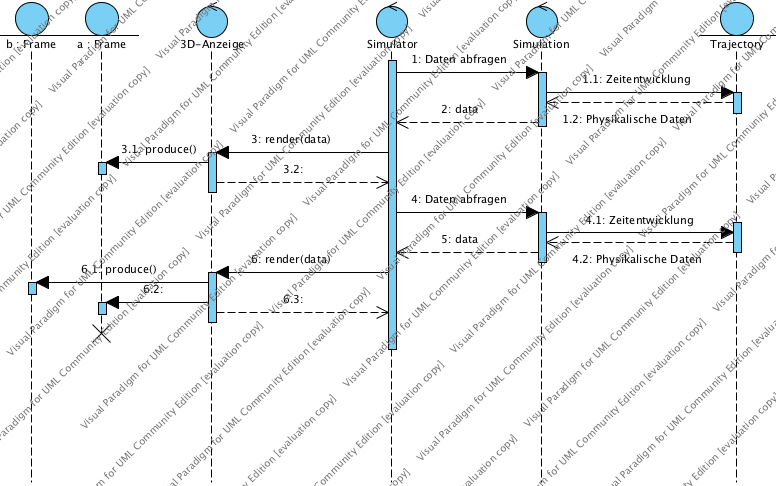 b : Frame
a : Frame
3D-Anzeige
Simulator
Simulation
Trajectory
1: Daten abfragen
1.1: Zeitentwicklung
2: data
1.2: Physikalische Daten
3: render(data)
3.1: produce()
3.2:
4: Daten abfragen
4.1: Zeitentwicklung
5: data
4.2: Physikalische Daten
6: render(data)
6.1: produce()
6.2:
6.3:
Visual Paradigm for UML Community Edition [evaluation copy]